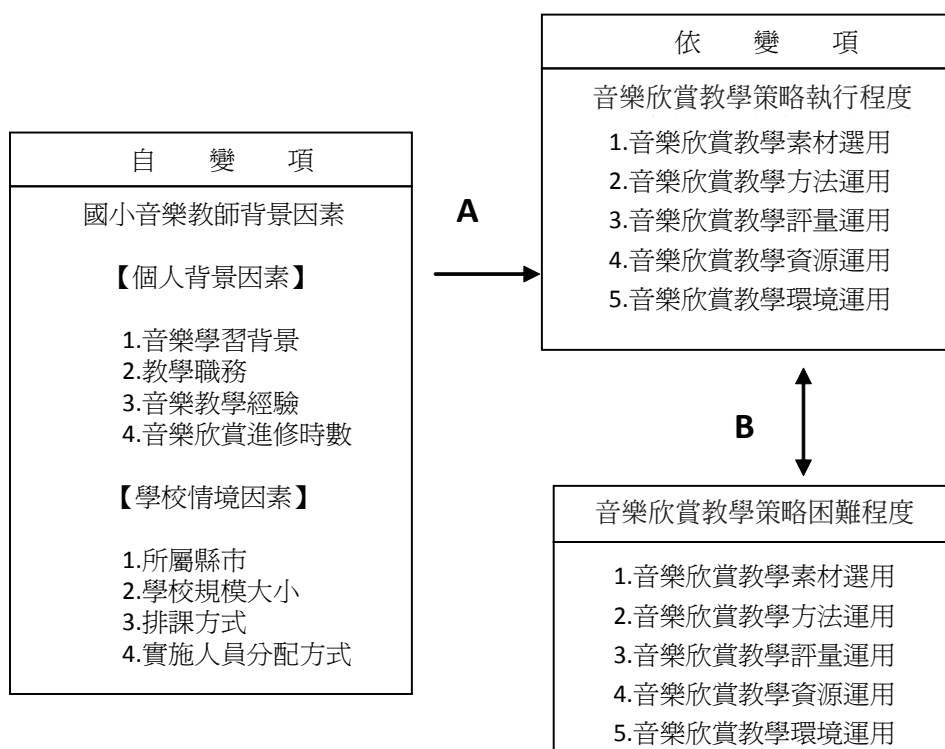 自 變 項
國小音樂教師背景因素
【個人背景因素】
1.音樂學習背景
2.教學職務
3.音樂教學經驗
4.音樂欣賞進修時數
【學校情境因素】
1.所屬縣市
2.學校規模大小
3.排課方式
4.實施人員分配方式
A
依 變 項
音樂欣賞教學策略執行程度
1.音樂欣賞教學素材選用
2.音樂欣賞教學方法運用
3.音樂欣賞教學評量運用
4.音樂欣賞教學資源運用
5.音樂欣賞教學環境運用
B
音樂欣賞教學策略困難程度
1.音樂欣賞教學素材選用
2.音樂欣賞教學方法運用
3.音樂欣賞教學評量運用
4.音樂欣賞教學資源運用
5.音樂欣賞教學環境運用